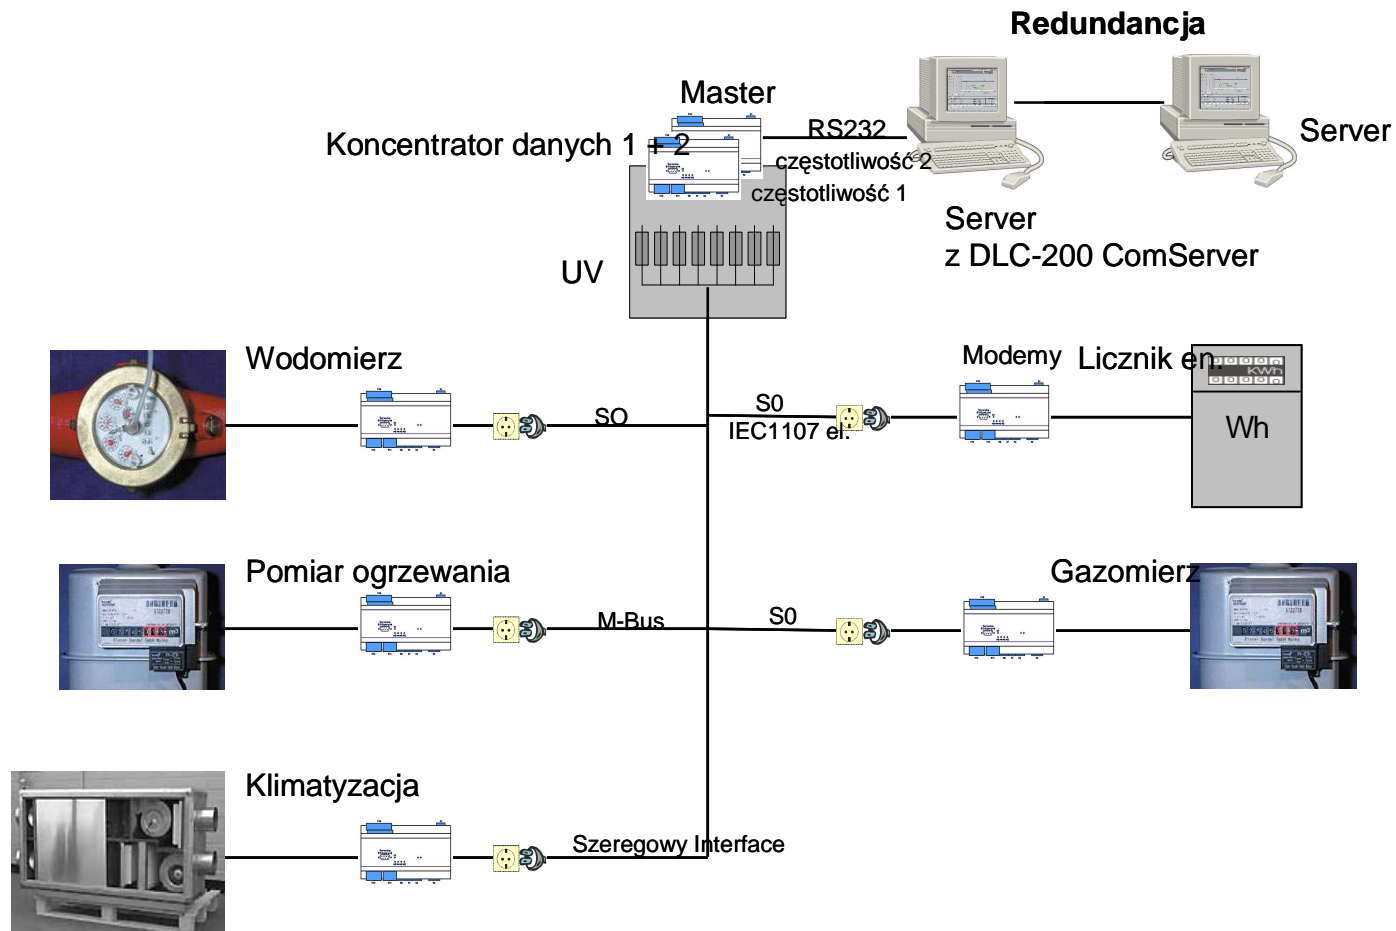 Redundancja
Master
Koncentrator danych 1 + 2
RS232
częstotliwość 2
częstotliwość 1
Server
Server
z DLC-200 ComServer
UV
Wodomierz
SO
S0
IEC1107 el.
Modemy
Licznik en.
KWh
Wh
Pomiar ogrzewania
M-Bus
S0
Gazomierz
Klimatyzacja
Szeregowy Interface